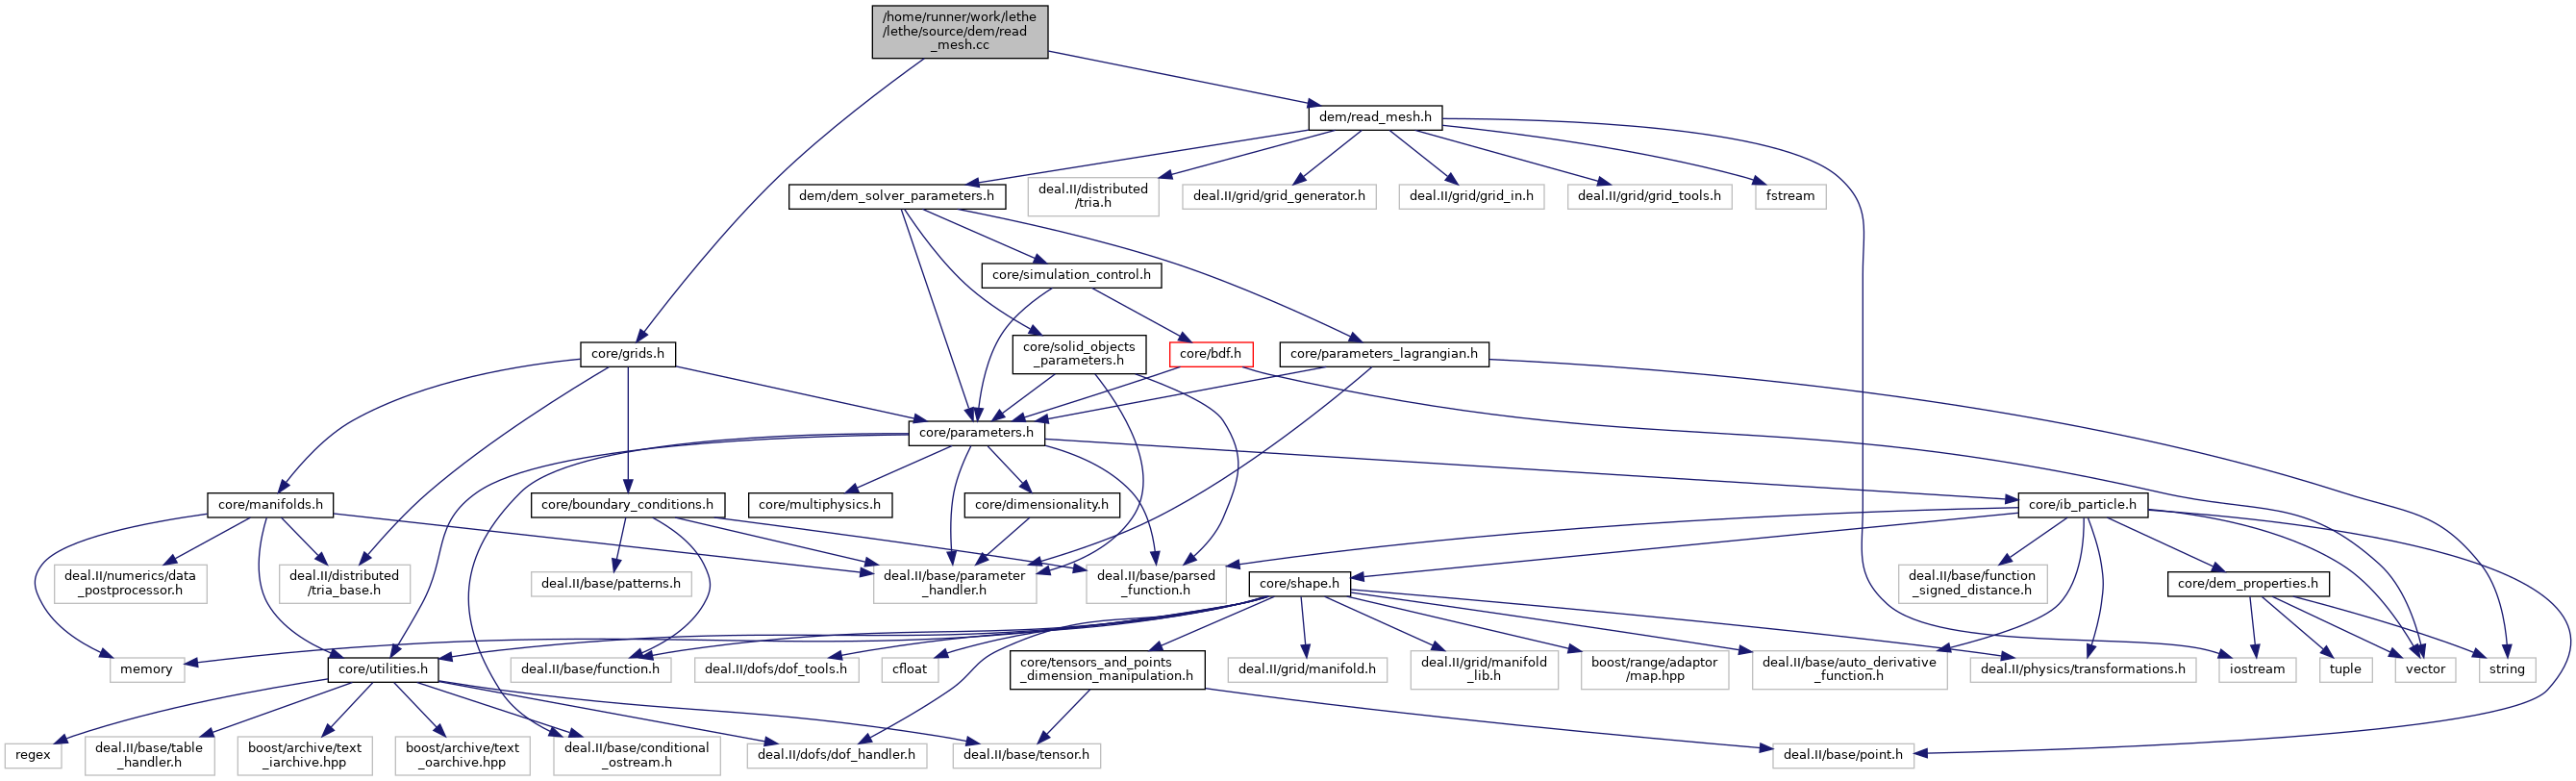 /home/runner/work/lethe
/lethe/source/dem/read
_mesh.cc
dem/read_mesh.h
dem/dem_solver_parameters.h
deal.II/distributed
/tria.h
deal.II/grid/grid_generator.h
deal.II/grid/grid_in.h
deal.II/grid/grid_tools.h
fstream
core/simulation_control.h
core/grids.h
core/solid_objects
_parameters.h
core/bdf.h
core/parameters_lagrangian.h
core/parameters.h
core/manifolds.h
core/boundary_conditions.h
core/multiphysics.h
core/dimensionality.h
core/ib_particle.h
deal.II/numerics/data
_postprocessor.h
deal.II/distributed
/tria_base.h
deal.II/base/patterns.h
deal.II/base/parameter
_handler.h
deal.II/base/parsed
_function.h
core/shape.h
deal.II/base/function
_signed_distance.h
core/dem_properties.h
memory
core/utilities.h
deal.II/base/function.h
deal.II/dofs/dof_tools.h
cfloat
core/tensors_and_points
_dimension_manipulation.h
deal.II/grid/manifold.h
deal.II/grid/manifold
_lib.h
boost/range/adaptor
/map.hpp
deal.II/base/auto_derivative
_function.h
deal.II/physics/transformations.h
iostream
tuple
vector
string
regex
deal.II/base/table
_handler.h
boost/archive/text
_iarchive.hpp
boost/archive/text
_oarchive.hpp
deal.II/base/conditional
_ostream.h
deal.II/dofs/dof_handler.h
deal.II/base/tensor.h
deal.II/base/point.h